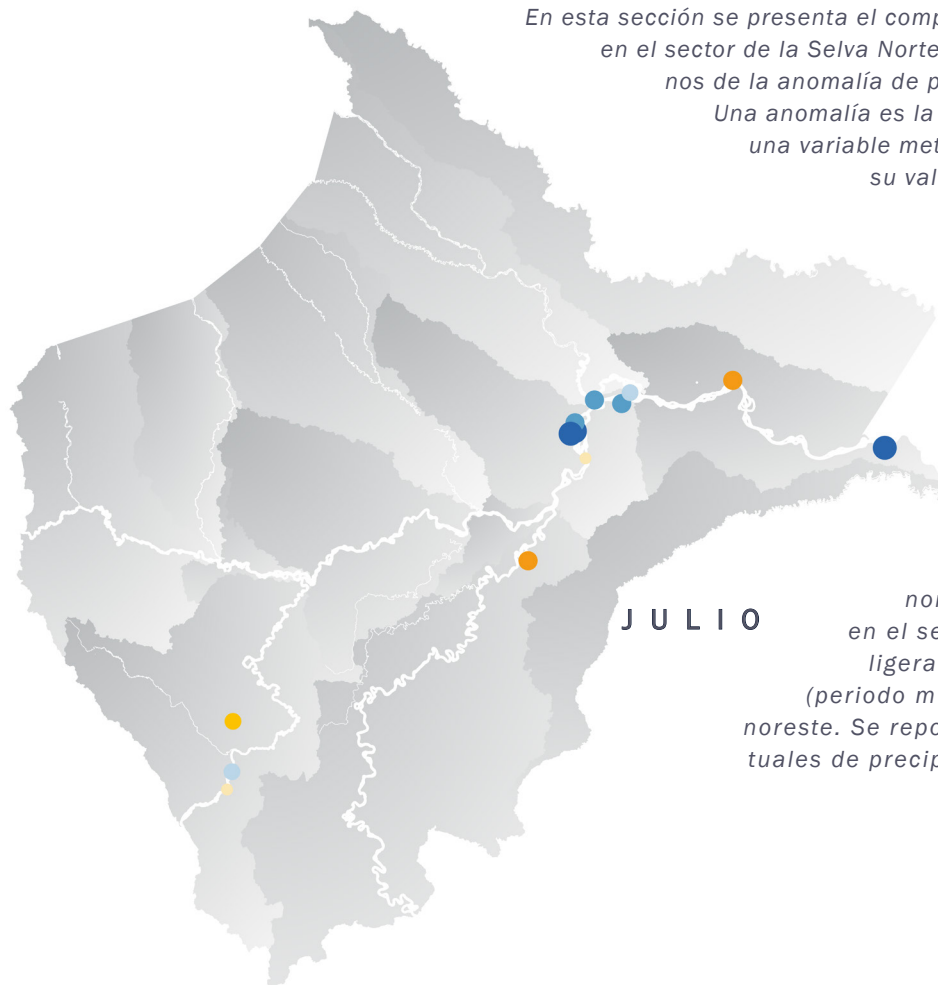 En esta sección se presenta el comp
en el sector de la Selva Norte
nos de la anomalía de p
Una anomalía es la
una variable met
su val
JULIO
no
en el se
ligera
(periodo m
noreste. Se repo
tuales de precip